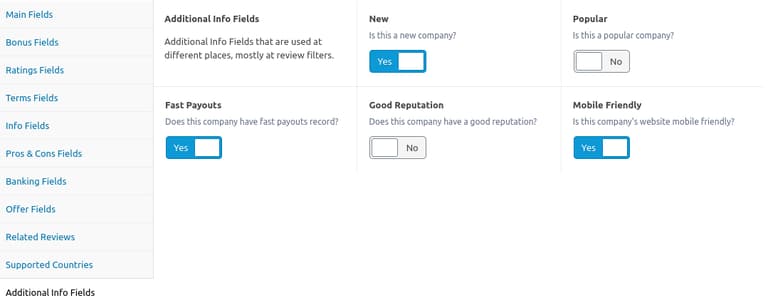 Main Fields
Bonus Fields
Ratings Fields
Terms Fields
Info Fields
Pros & Cons Fields
Banking Fields
Offer Fields
Related Reviews
Supported Countries
Additional Info Fields
Additional Info Fields
Additional Info Fields that are used at
different places, mostly at review filters.
New
Is this a new company?
Yes
Popular
Is this a popular company?
No
Fast Payouts
Does this company have fast payouts record?
Yes
Good Reputation
Does this company have a good reputation?
No
Mobile Friendly
Is this company's website mobile friendly?
Yes